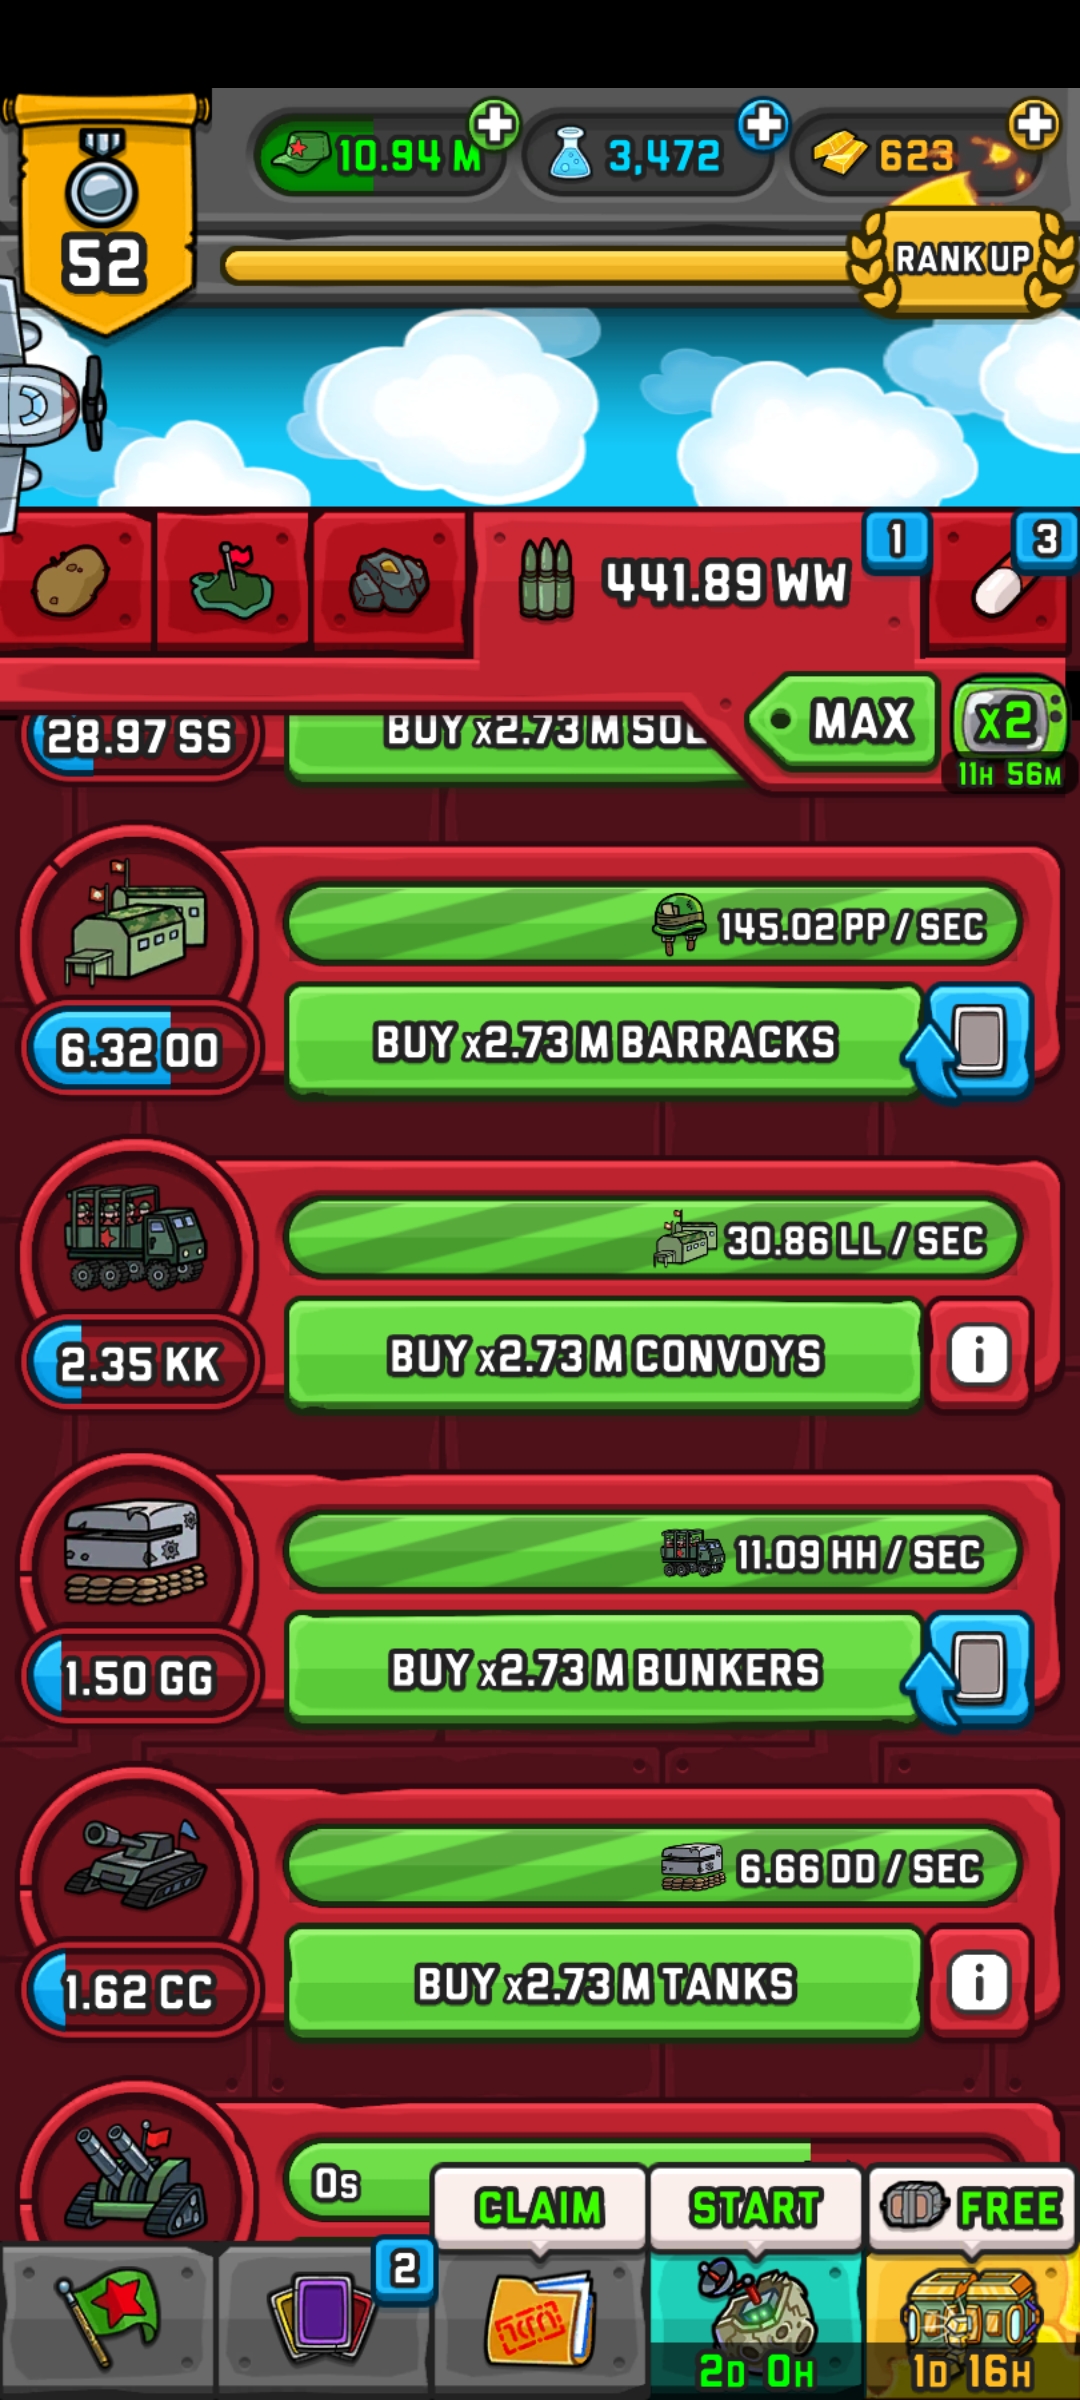 52
10.94 M
3,472
623
RANK UP
441.89 WW
1
3
28.97 SS
BUY x2.73 M
MAX
x2
11H 56M
145.02 PP / SEC
6.32 OO
BUY x2.73 M BARRACKS
30.86 LL / SEC
2.35 KK
BUY x2.73 M CONVOYS
i
11.09 HH / SEC
1.50 GG
BUY x2.73 M BUNKERS
6.66 DD / SEC
1.62 CC
BUY x2.73 M TANKS
i
0s
CLAIM
START
FREE
2
2D 0H
1D 16H